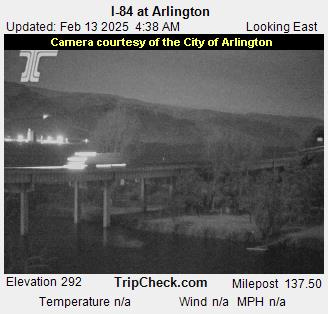 I-84 at Arlington
Updated: Feb 13 2025 4:38 AM Looking East
Camera courtesy of the City of Arlington
Elevation 292 TripCheck.com Milepost 137.50
Temperature n/a Wind n/a MPH n/a